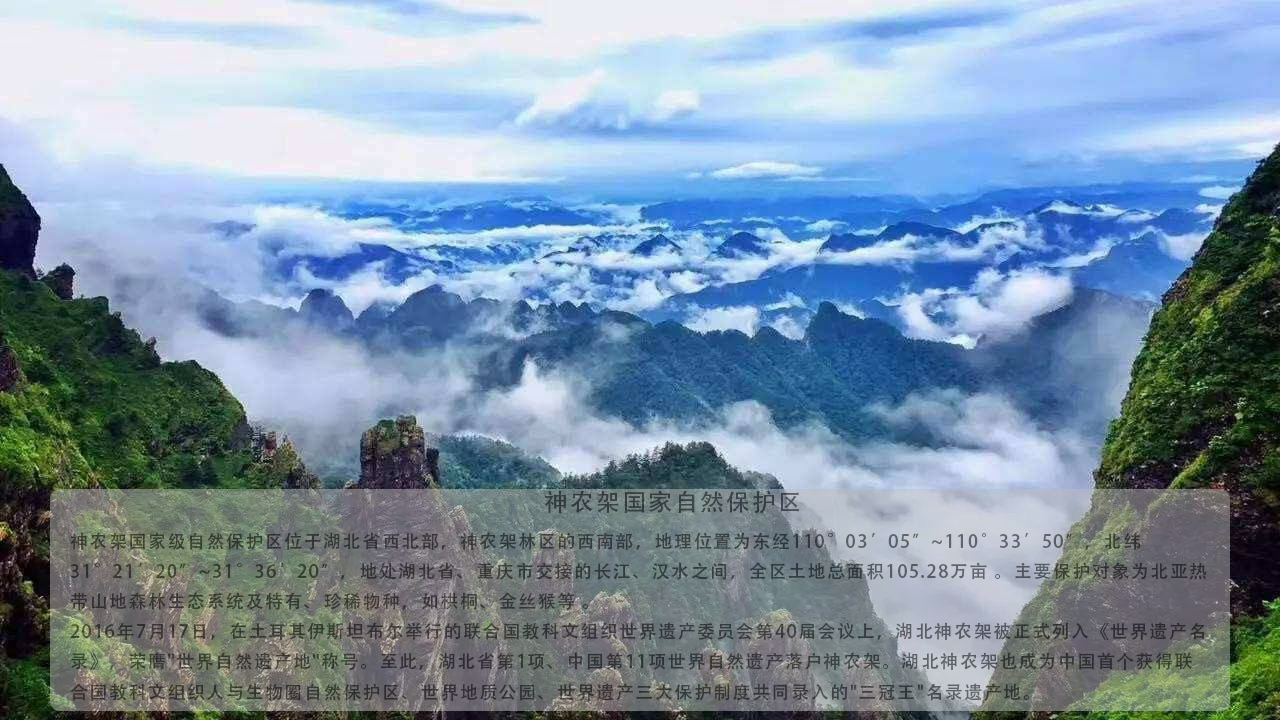 神农架国家自然保护区
神农架国家级自然保护区位于湖北省西北部，神农架林区的西南部，地理位置为东经110°03′05″~110°33′50″，北纬
31°21′20″~31°36′20″，地处湖北省、重庆市交接的长江、汉水之间，全区土地总面积105.28万亩 。主要保护对象为北亚热
带山地森林生态系统及特有、珍稀物种，如珙桐、金丝猴等 。
2016年7月17日，在土耳其伊斯坦布尔举行的联合国教科文组织世界遗产委员会第40届会议上，湖北神农架被正式列入《世界遗产名
录》，荣膺"世界自然遗产地"称号。至此，湖北省第1项、中国第11项世界自然遗产落户神农架。湖北神农架也成为中国首个获得联
合国教科文组织人与生物圈自然保护区、世界地质公园、世界遗产三大保护制度共同录入的"三冠王"名录遗产地。